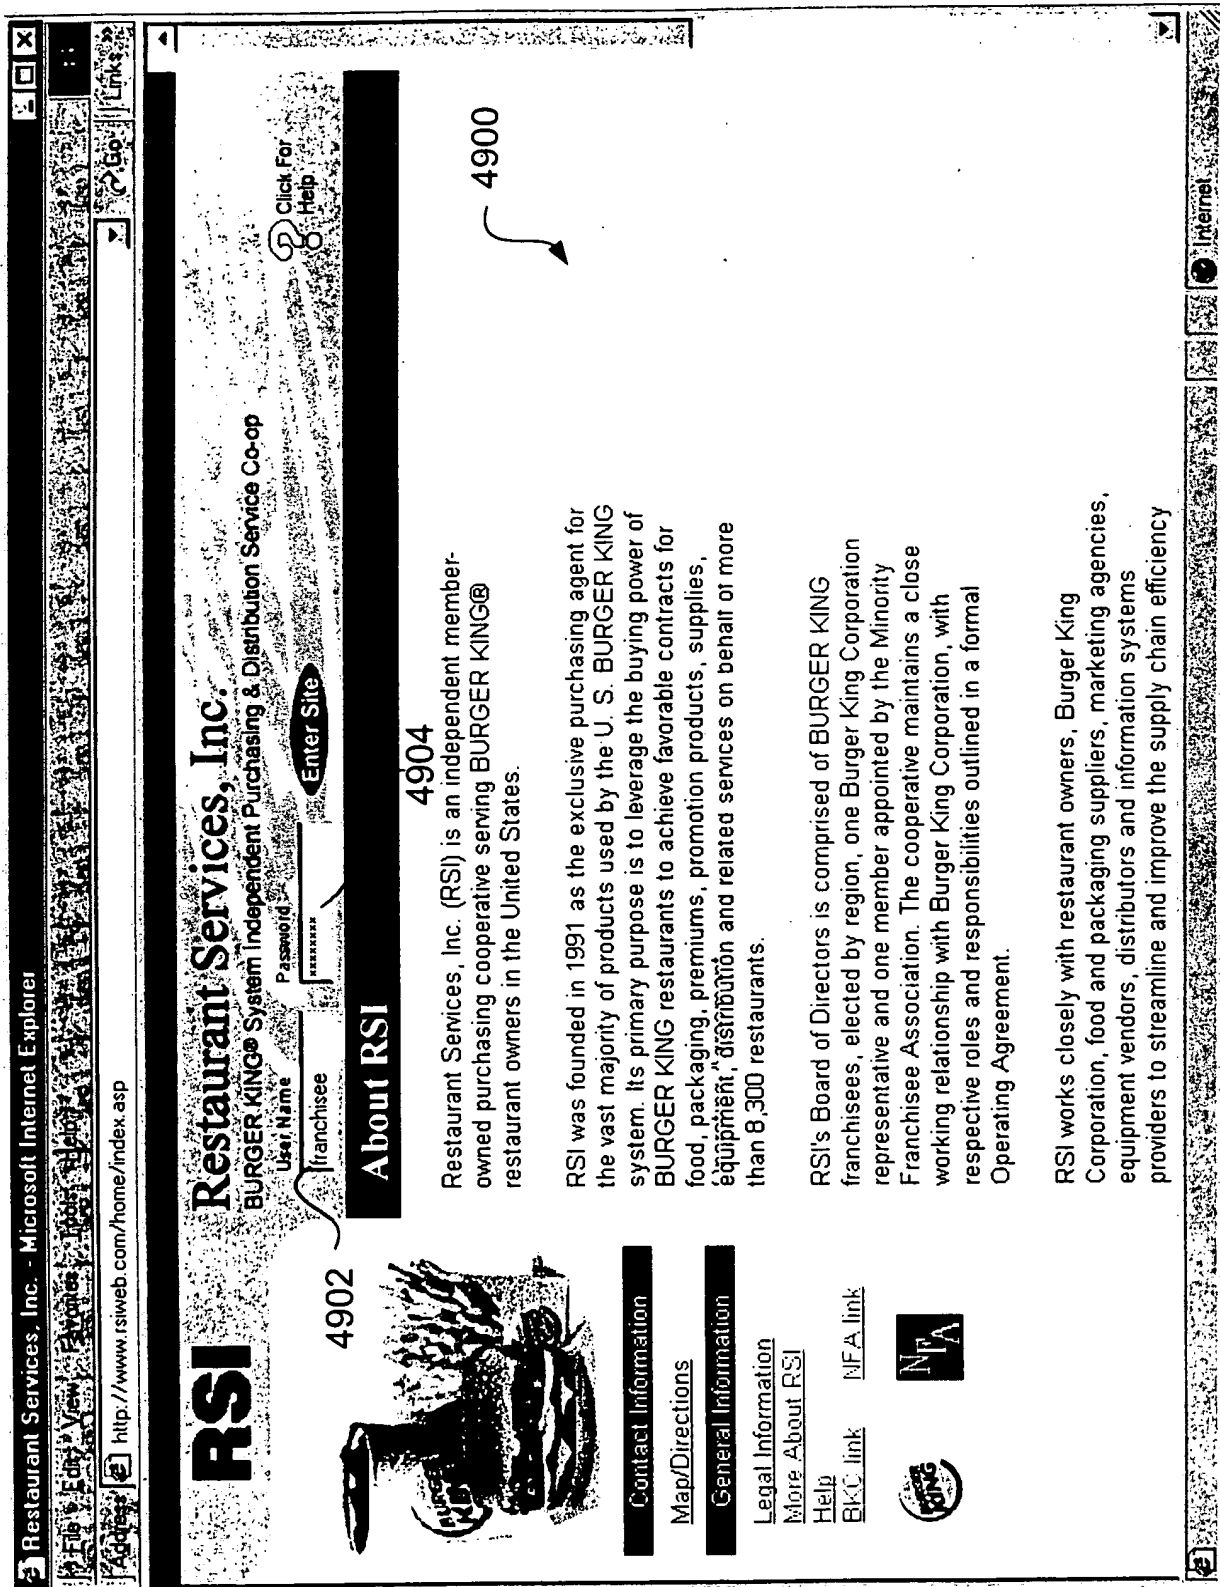 Restaurant Services, Inc. - Microsoft Internet Explorer
File Edit View Favorites Tools Help
Address http://www.rsiweb.com/home/index.asp Go Links »
RSI
Restaurant Services, Inc.
BURGER KING® System Independent Purchasing & Distribution Service Co-op
User Name Password
franchisee ******** Enter Site
? Click For
Help
4902
4904
4900
About RSI
Restaurant Services, Inc. (RSI) is an independent member-
owned purchasing cooperative serving BURGER KING®
restaurant owners in the United States.
RSI was founded in 1991 as the exclusive purchasing agent for
the vast majority of products used by the U. S. BURGER KING
system. Its primary purpose is to leverage the buying power of
BURGER KING restaurants to achieve favorable contracts for
food, packaging, premiums, promotion products, supplies,
equipment, distribution and related services on behalf of more
than 8,300 restaurants.
RSI's Board of Directors is comprised of BURGER KING
franchisees, elected by region, one Burger King Corporation
representative and one member appointed by the Minority
Franchisee Association. The cooperative maintains a close
working relationship with Burger King Corporation, with
respective roles and responsibilities outlined in a formal
Operating Agreement.
RSI works closely with restaurant owners, Burger King
Corporation, food and packaging suppliers, marketing agencies,
equipment vendors, distributors and information systems
providers to streamline and improve the supply chain efficiency
Contact Information
Map/Directions
General Information
Legal Information
More About RSI
Help
BKC link NFA link
BURGER KING
NFA
Internet